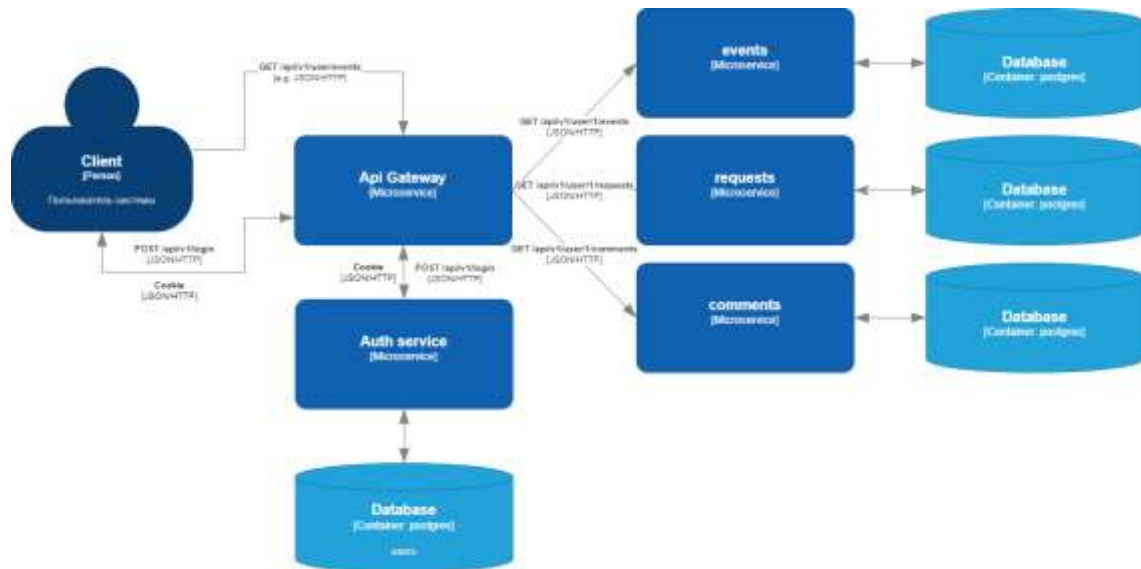 Client
[Person]
Пользователь системы
GET /api/v1/user/events
[e.g. JSON/HTTP]
POST /api/v1/login
[JSON/HTTP]
Cookie
[JSON/HTTP]
Api Gateway
[Microservice]
Cookie
[JSON/HTTP]
POST /api/v1/login
[JSON/HTTP]
Auth service
[Microservice]
Database
[Container: postgres]
GET /api/v1/user/1/events
[JSON/HTTP]
GET /api/v1/user/1/requests
[JSON/HTTP]
GET /api/v1/user/1/comments
[JSON/HTTP]
events
[Microservice]
Database
[Container: postgres]
requests
[Microservice]
Database
[Container: postgres]
comments
[Microservice]
Database
[Container: postgres]